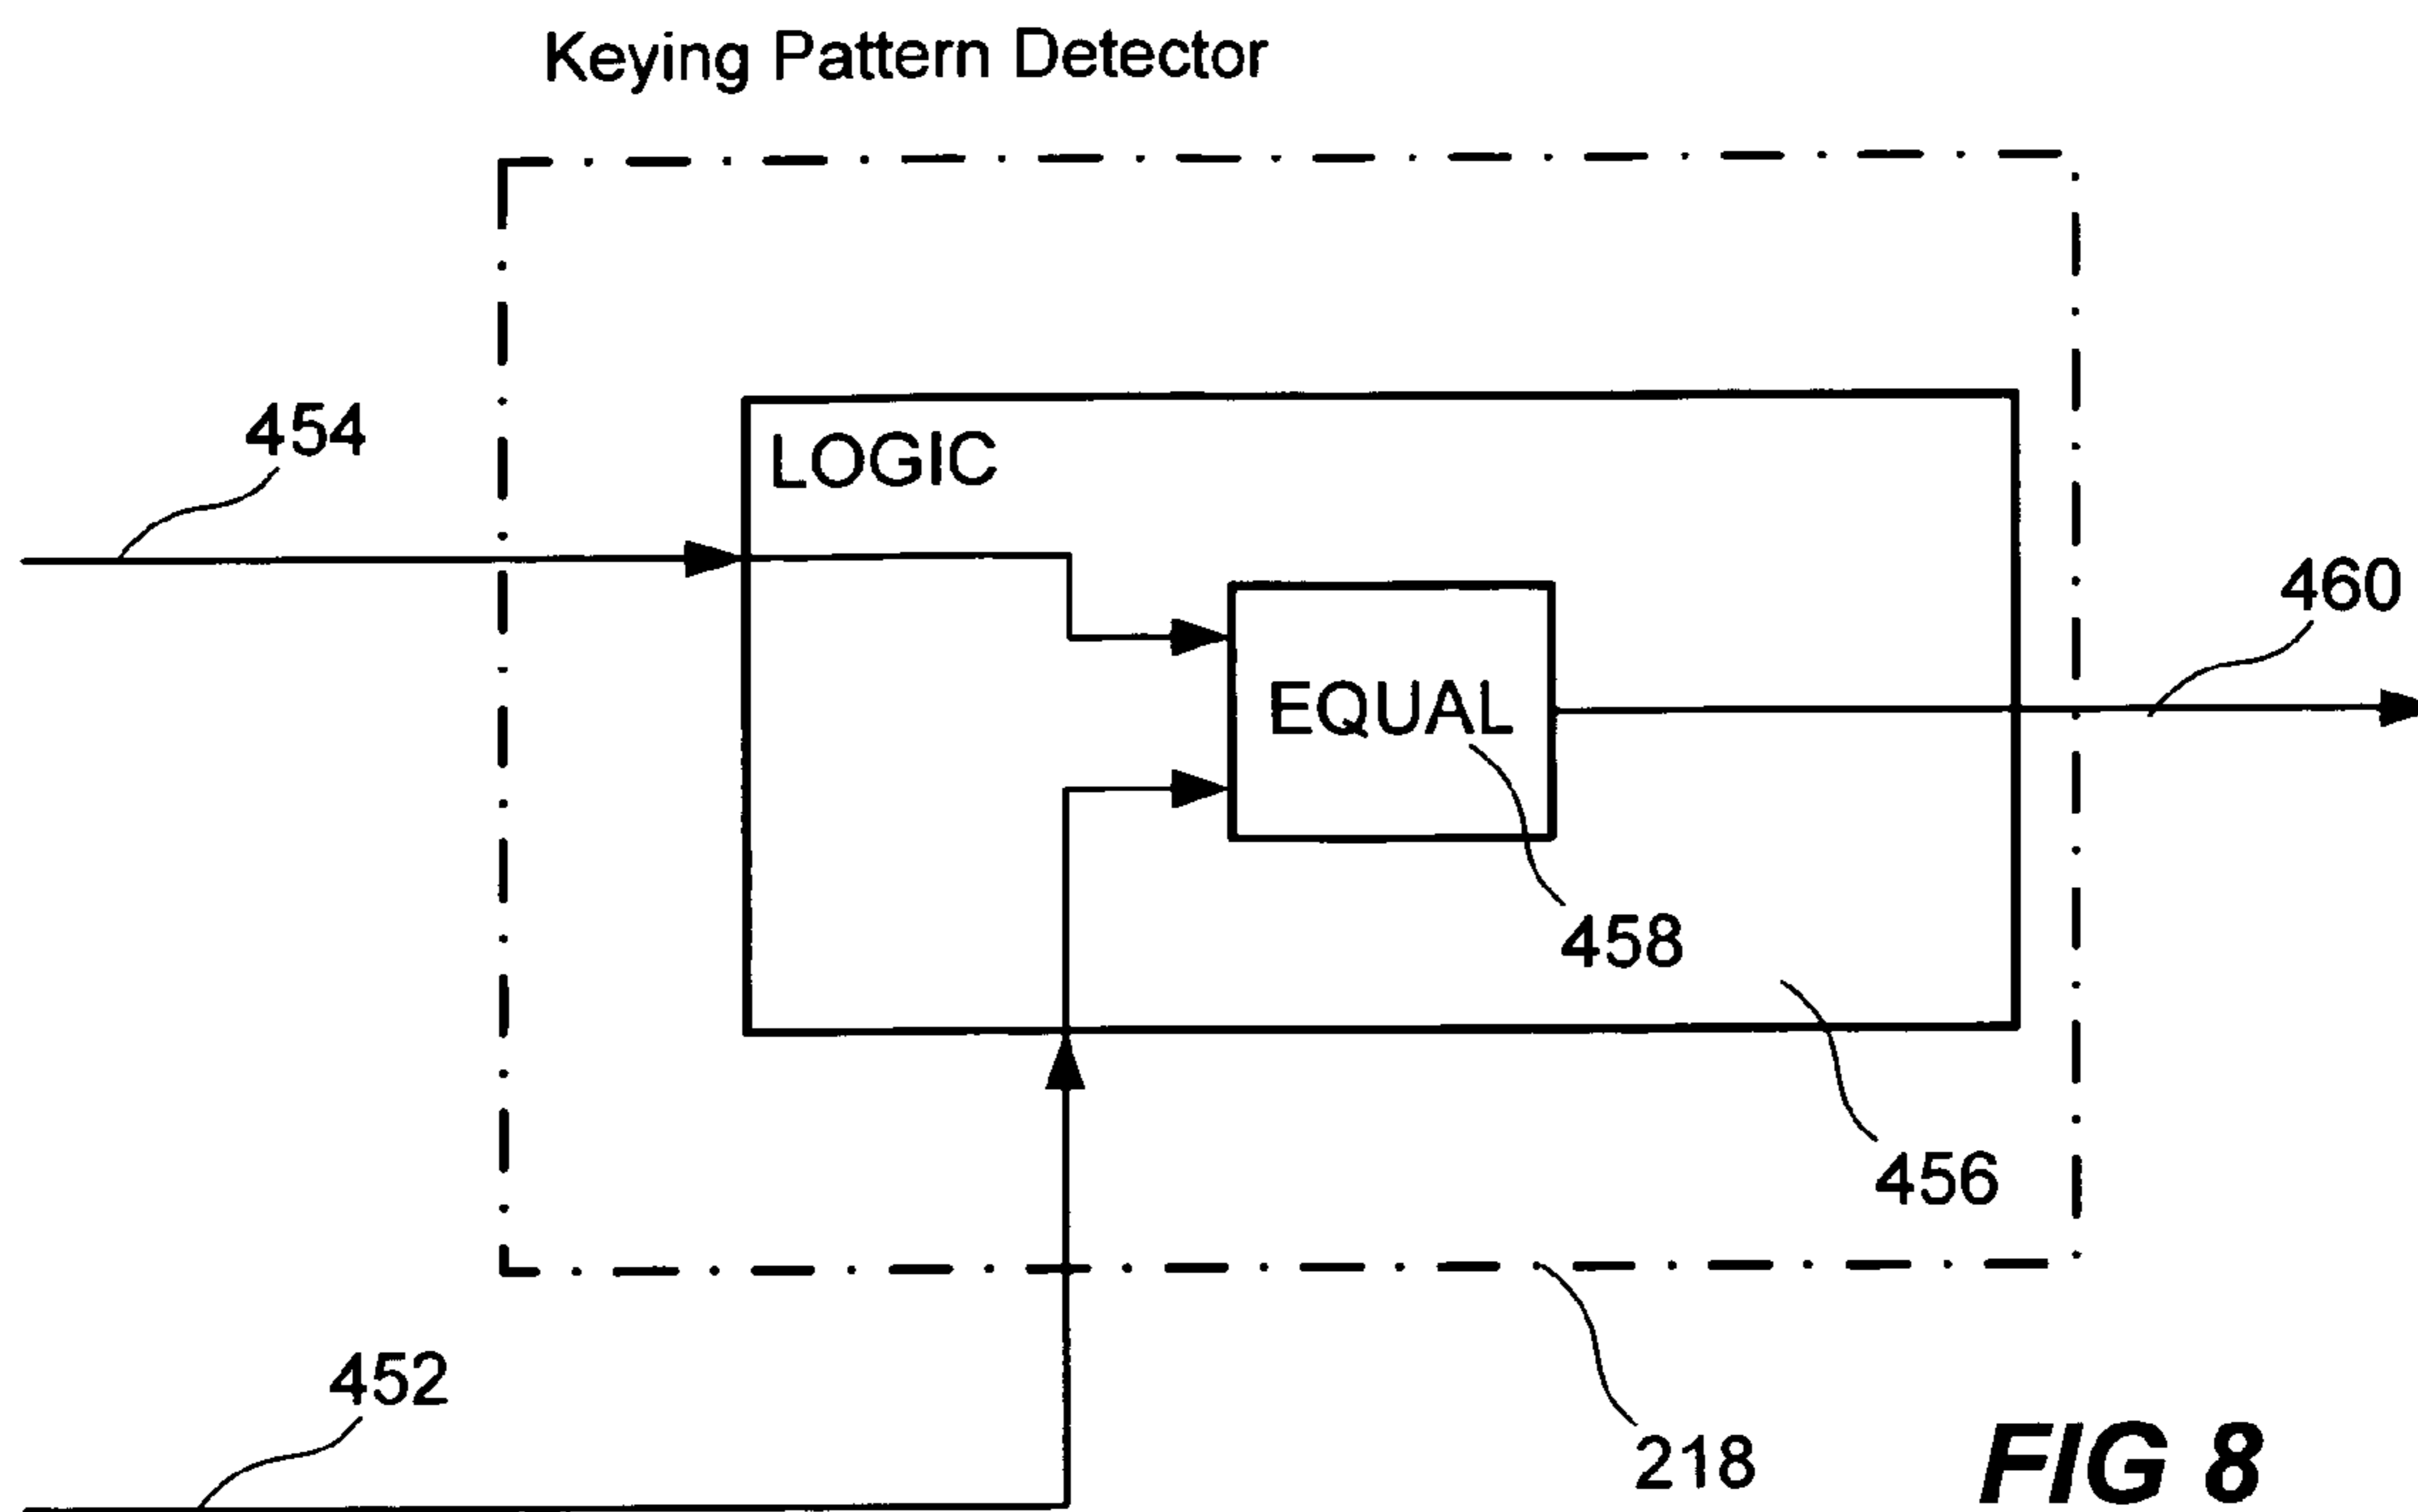 Keying Pattern Detector
454
LOGIC
460
EQUAL
458
456
452
218
FIG 8